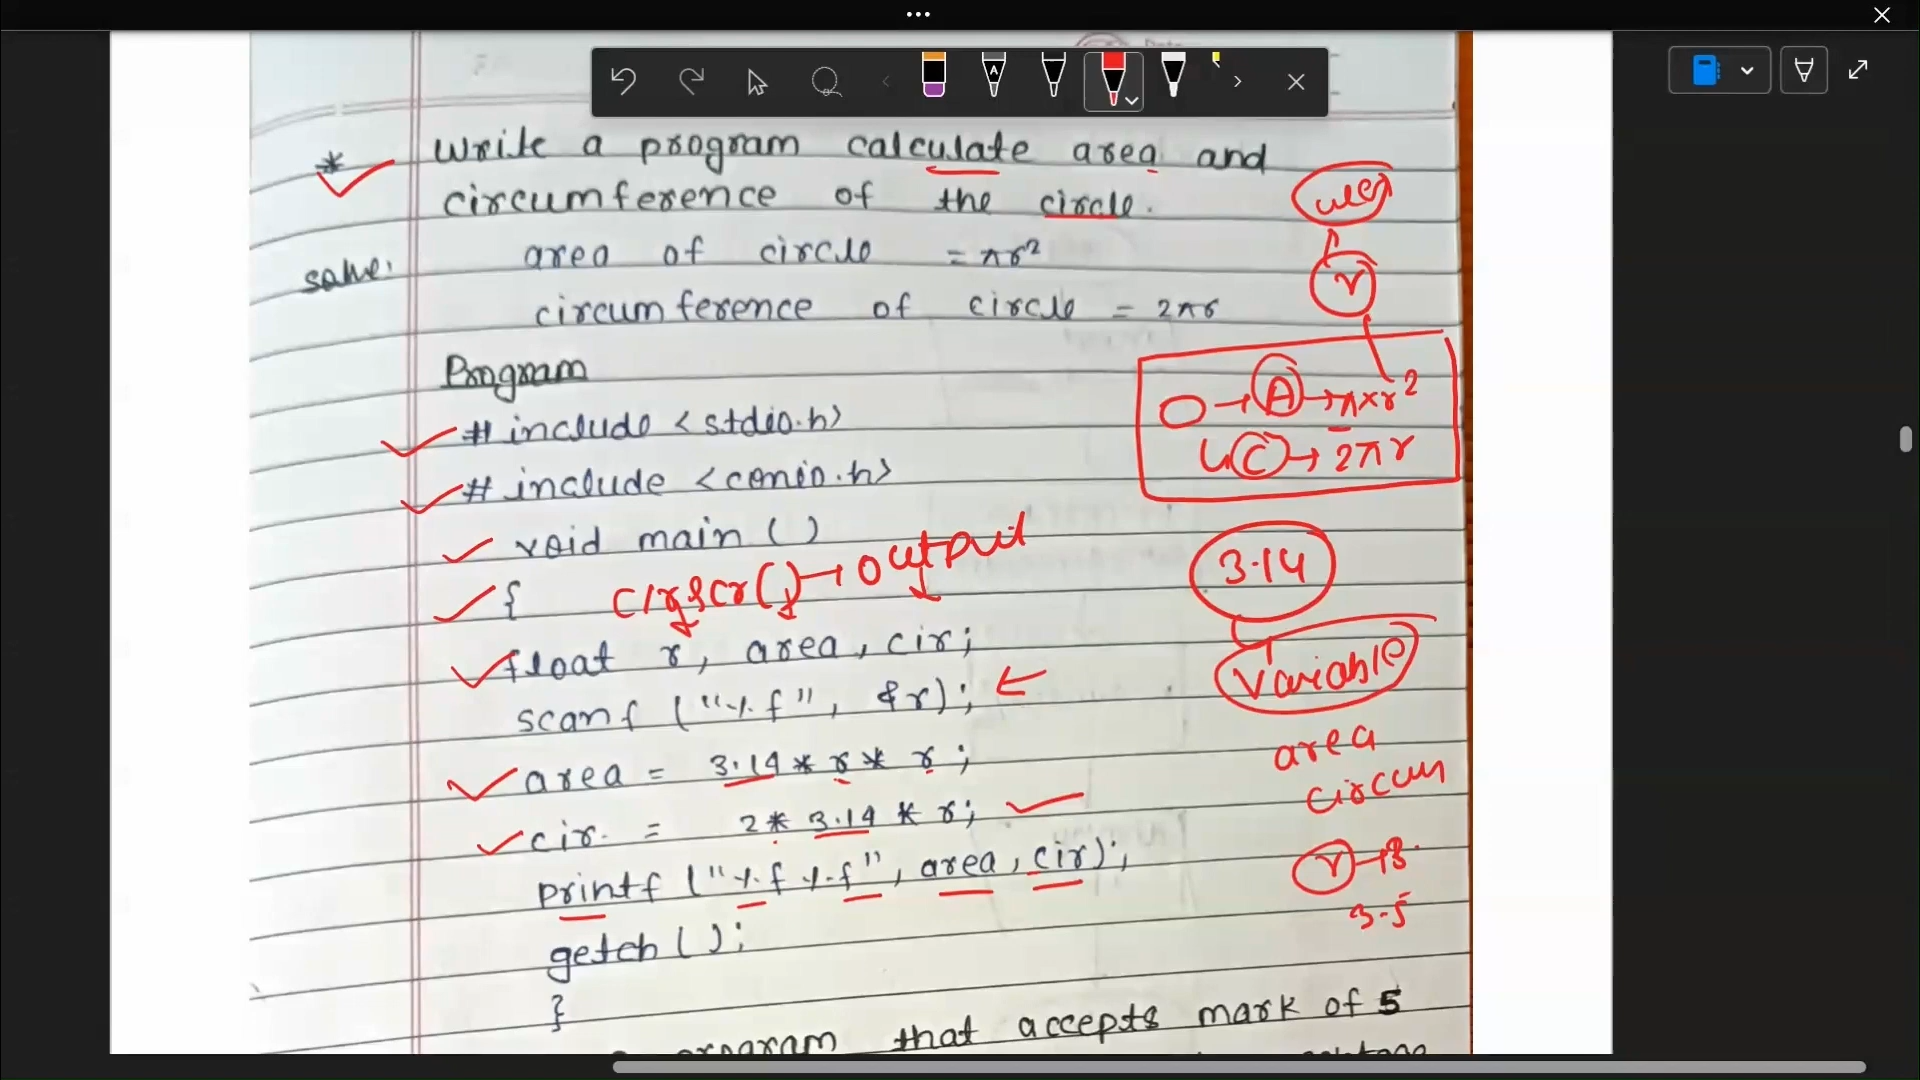 * Write a program calculate area and
circumference of the circle.
solve:
area of circle = πr²
circumference of circle = 2πr
Program
# include <stdio.h>
# include <conio.h>
void main ()
{
clrscr() → output
float r, area, cir;
scanf ("%f", &r);
area = 3.14 * r * r ;
cir. = 2 * 3.14 * r;
printf ("%f %f", area, cir);
getch ();
}
program that accepts mark of 5
user
r
A → π×r²
C → 2πr
3.14
Variable
area
circum
r → 3.
3.5